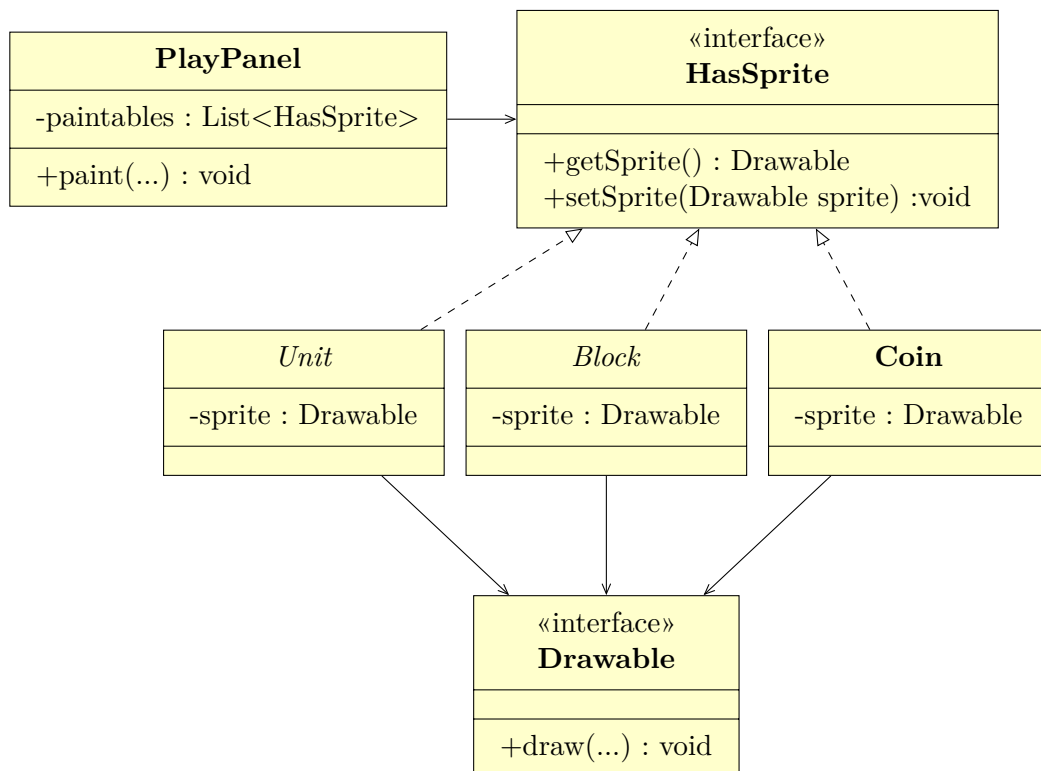 PlayPanel
-paintables : List<HasSprite>
+paint(...) : void
«interface»
HasSprite
+getSprite() : Drawable
+setSprite(Drawable sprite) :void
Unit
-sprite : Drawable
Block
-sprite : Drawable
Coin
-sprite : Drawable
«interface»
Drawable
+draw(...) : void